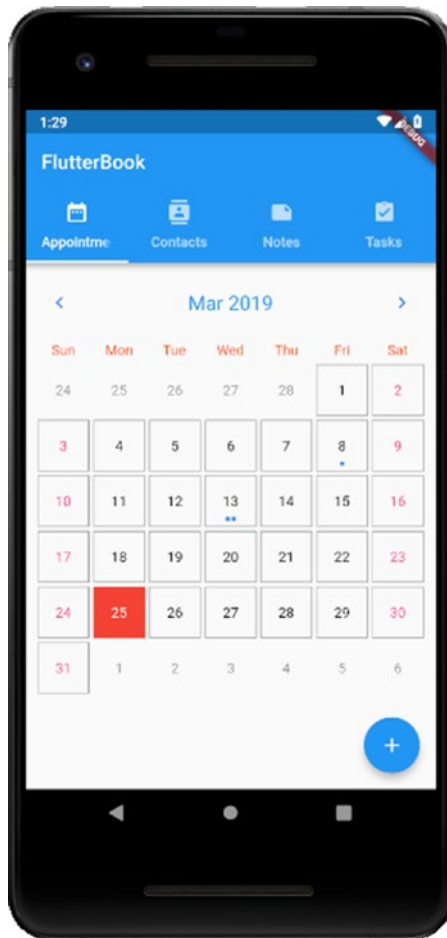 1:29
DEBUG
FlutterBook
Appointme Contacts Notes Tasks
Mar 2019
Sun Mon Tue Wed Thu Fri Sat
24 25 26 27 28 1 2
3 4 5 6 7 8 9
10 11 12 13 14 15 16
17 18 19 20 21 22 23
24 25 26 27 28 29 30
31 1 2 3 4 5 6
+